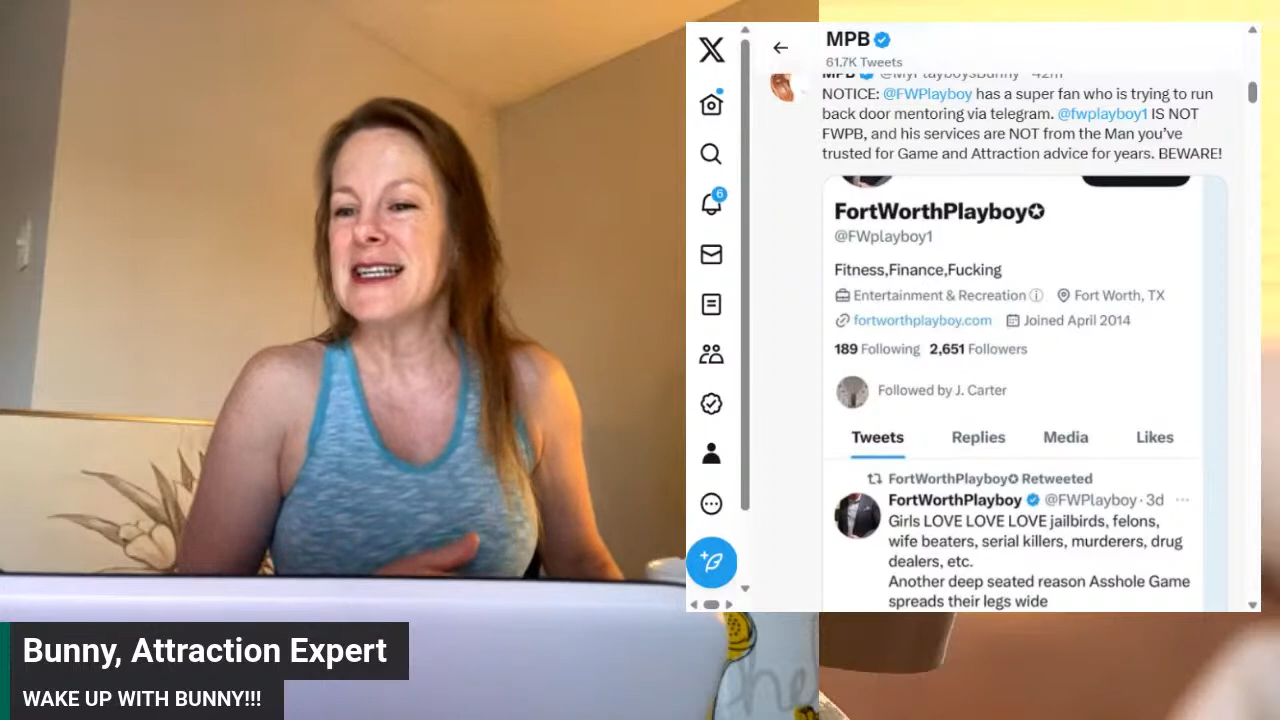 MPB
61.7K Tweets
MPB @MyPlayboysBunny · 42m
NOTICE: @FWPlayboy has a super fan who is trying to run
back door mentoring via telegram. @fwplayboy1 IS NOT
FWPB, and his services are NOT from the Man you’ve
trusted for Game and Attraction advice for years. BEWARE!
FortWorthPlayboy✪
@FWplayboy1
Fitness,Finance,Fucking
Entertainment & Recreation Fort Worth, TX
fortworthplayboy.com Joined April 2014
189 Following 2,651 Followers
Followed by J. Carter
Tweets Replies Media Likes
FortWorthPlayboy✪ Retweeted
FortWorthPlayboy @FWPlayboy · 3d ···
Girls LOVE LOVE LOVE jailbirds, felons,
wife beaters, serial killers, murderers, drug
dealers, etc.
Another deep seated reason Asshole Game
spreads their legs wide
6
Bunny, Attraction Expert
WAKE UP WITH BUNNY!!!
he